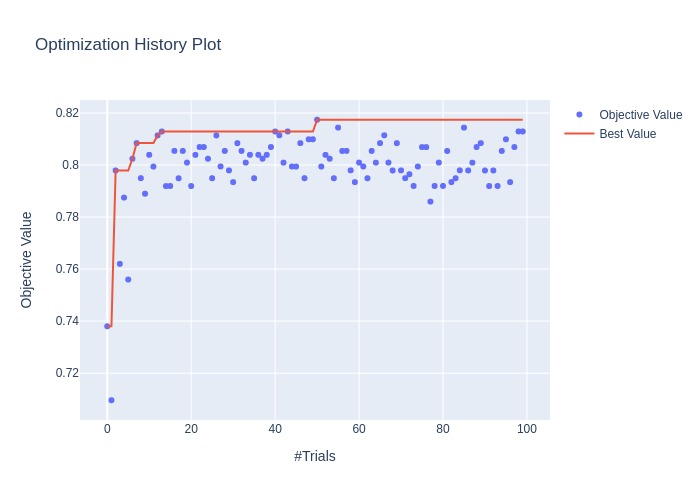 Optimization History Plot
Objective Value
Best Value
0.82
0.8
0.78
0.76
0.74
0.72
Objective Value
0 20 40 60 80 100
#Trials